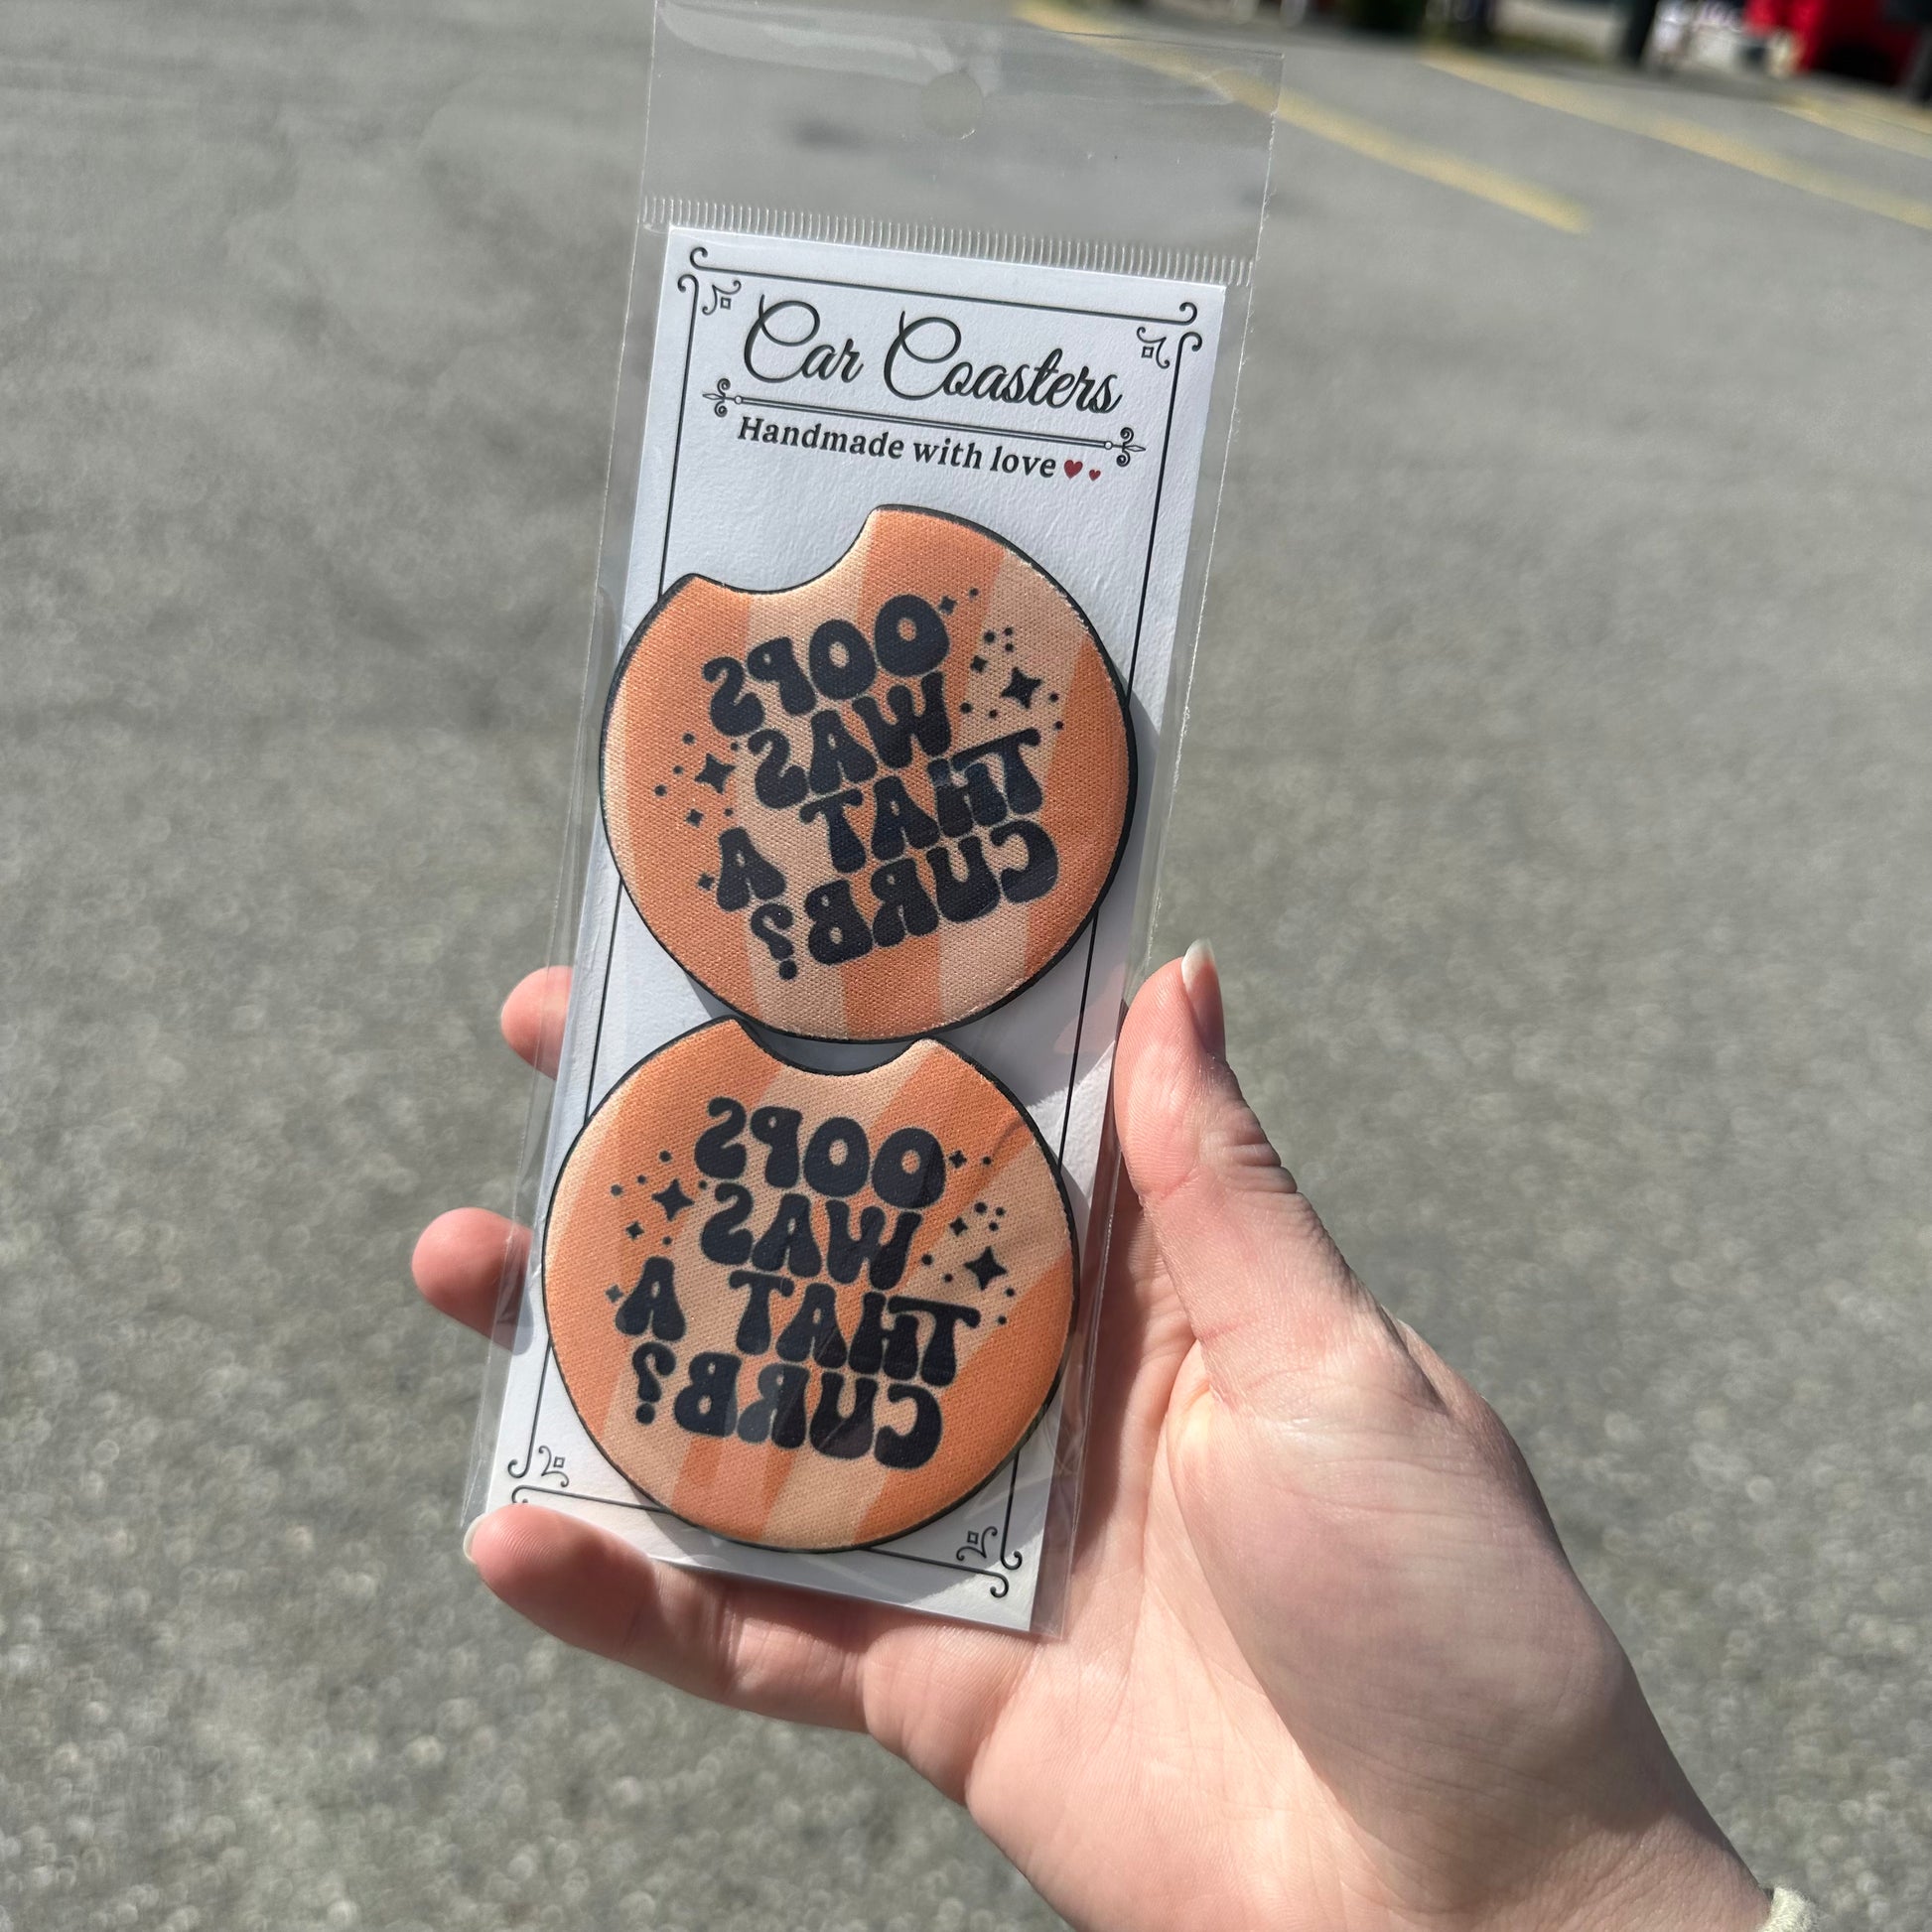 Car Coasters
Handmade with love
OOPS
WAS
THAT A
CURB?
OOPS
WAS
THAT A
CURB?